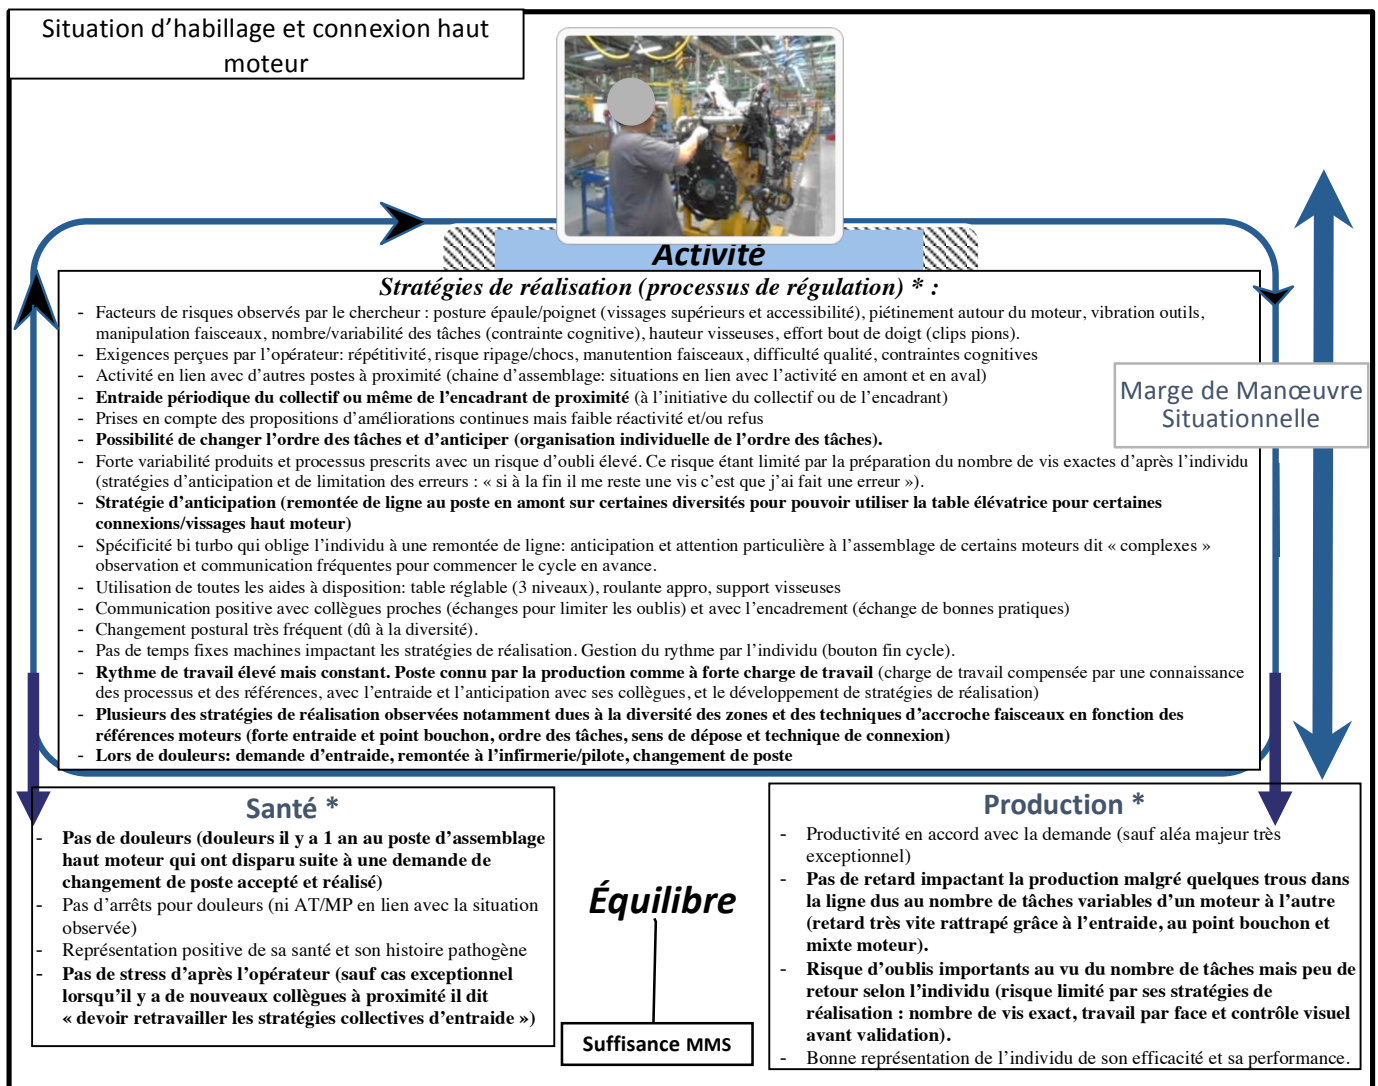 Situation d’habillage et connexion haut
moteur
Activité
Stratégies de réalisation (processus de régulation) * :
- Facteurs de risques observés par le chercheur : posture épaule/poignet (vissages supérieurs et accessibilité), piétinement autour du moteur, vibration outils,
manipulation faisceaux, nombre/variabilité des tâches (contrainte cognitive), hauteur visseuses, effort bout de doigt (clips pions).
- Exigences perçues par l’opérateur: répétitivité, risque ripage/chocs, manutention faisceaux, difficulté qualité, contraintes cognitives
- Activité en lien avec d’autres postes à proximité (chaine d’assemblage: situations en lien avec l’activité en amont et en aval)
- Entraide périodique du collectif ou même de l’encadrant de proximité (à l’initiative du collectif ou de l’encadrant)
- Prises en compte des propositions d’améliorations continues mais faible réactivité et/ou refus
- Possibilité de changer l’ordre des tâches et d’anticiper (organisation individuelle de l’ordre des tâches).
- Forte variabilité produits et processus prescrits avec un risque d’oubli élevé. Ce risque étant limité par la préparation du nombre de vis exactes d’après l’individu
(stratégies d’anticipation et de limitation des erreurs : « si à la fin il me reste une vis c’est que j’ai fait une erreur »).
- Stratégie d’anticipation (remontée de ligne au poste en amont sur certaines diversités pour pouvoir utiliser la table élévatrice pour certaines
connexions/vissages haut moteur)
- Spécificité bi turbo qui oblige l’individu à une remontée de ligne: anticipation et attention particulière à l’assemblage de certains moteurs dit « complexes »
observation et communication fréquentes pour commencer le cycle en avance.
- Utilisation de toutes les aides à disposition: table réglable (3 niveaux), roulante appro, support visseuses
- Communication positive avec collègues proches (échanges pour limiter les oublis) et avec l’encadrement (échange de bonnes pratiques)
- Changement postural très fréquent (dû à la diversité).
- Pas de temps fixes machines impactant les stratégies de réalisation. Gestion du rythme par l’individu (bouton fin cycle).
- Rythme de travail élevé mais constant. Poste connu par la production comme à forte charge de travail (charge de travail compensée par une connaissance
des processus et des références, avec l’entraide et l’anticipation avec ses collègues, et le développement de stratégies de réalisation)
- Plusieurs des stratégies de réalisation observées notamment dues à la diversité des zones et des techniques d’accroche faisceaux en fonction des
références moteurs (forte entraide et point bouchon, ordre des tâches, sens de dépose et technique de connexion)
- Lors de douleurs: demande d’entraide, remontée à l’infirmerie/pilote, changement de poste
Marge de Manœuvre
Situationnelle
Santé *
- Pas de douleurs (douleurs il y a 1 an au poste d’assemblage
haut moteur qui ont disparu suite à une demande de
changement de poste accepté et réalisé)
- Pas d’arrêts pour douleurs (ni AT/MP en lien avec la situation
observée)
- Représentation positive de sa santé et son histoire pathogène
- Pas de stress d’après l’opérateur (sauf cas exceptionnel
lorsqu’il y a de nouveaux collègues à proximité il dit
« devoir retravailler les stratégies collectives d’entraide »)
Équilibre
Suffisance MMS
Production *
- Productivité en accord avec la demande (sauf aléa majeur très
exceptionnel)
- Pas de retard impactant la production malgré quelques trous dans
la ligne dus au nombre de tâches variables d’un moteur à l’autre
(retard très vite rattrapé grâce à l’entraide, au point bouchon et
mixte moteur).
- Risque d’oublis importants au vu du nombre de tâches mais peu de
retour selon l’individu (risque limité par ses stratégies de
réalisation : nombre de vis exact, travail par face et contrôle visuel
avant validation).
- Bonne représentation de l’individu de son efficacité et sa performance.